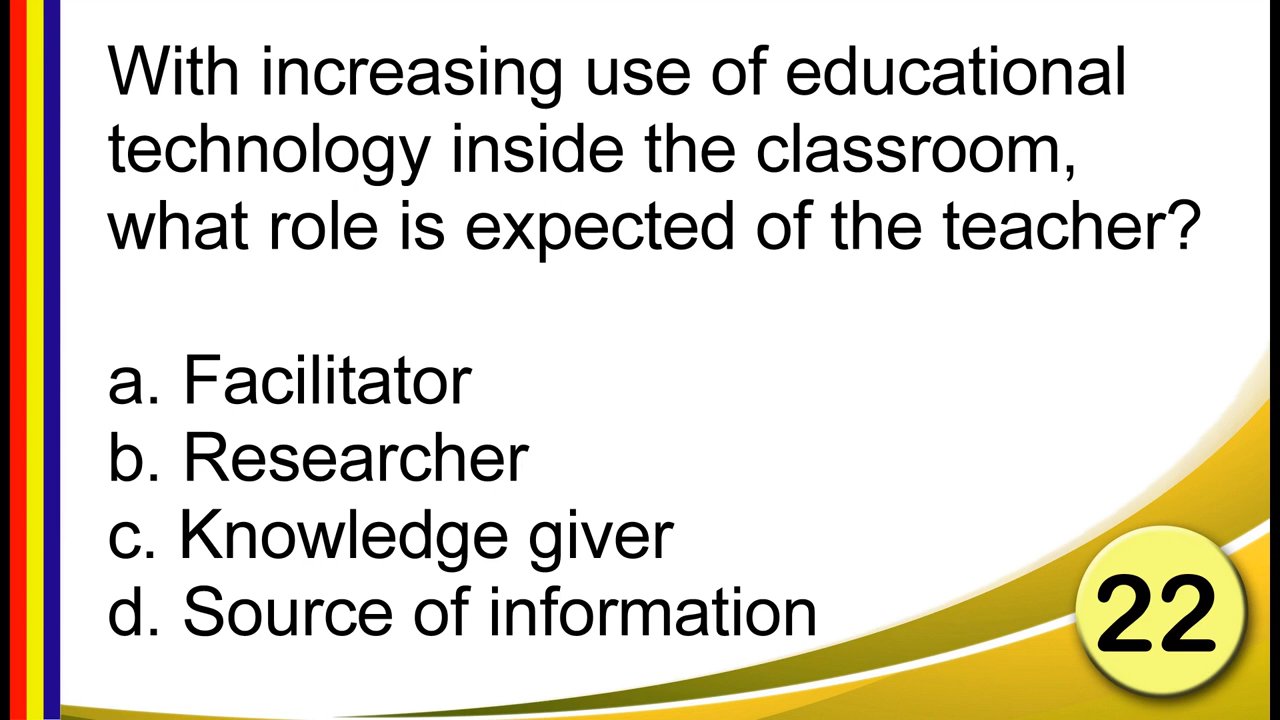 With increasing use of educational
technology inside the classroom,
what role is expected of the teacher?
a. Facilitator
b. Researcher
c. Knowledge giver
d. Source of information
22